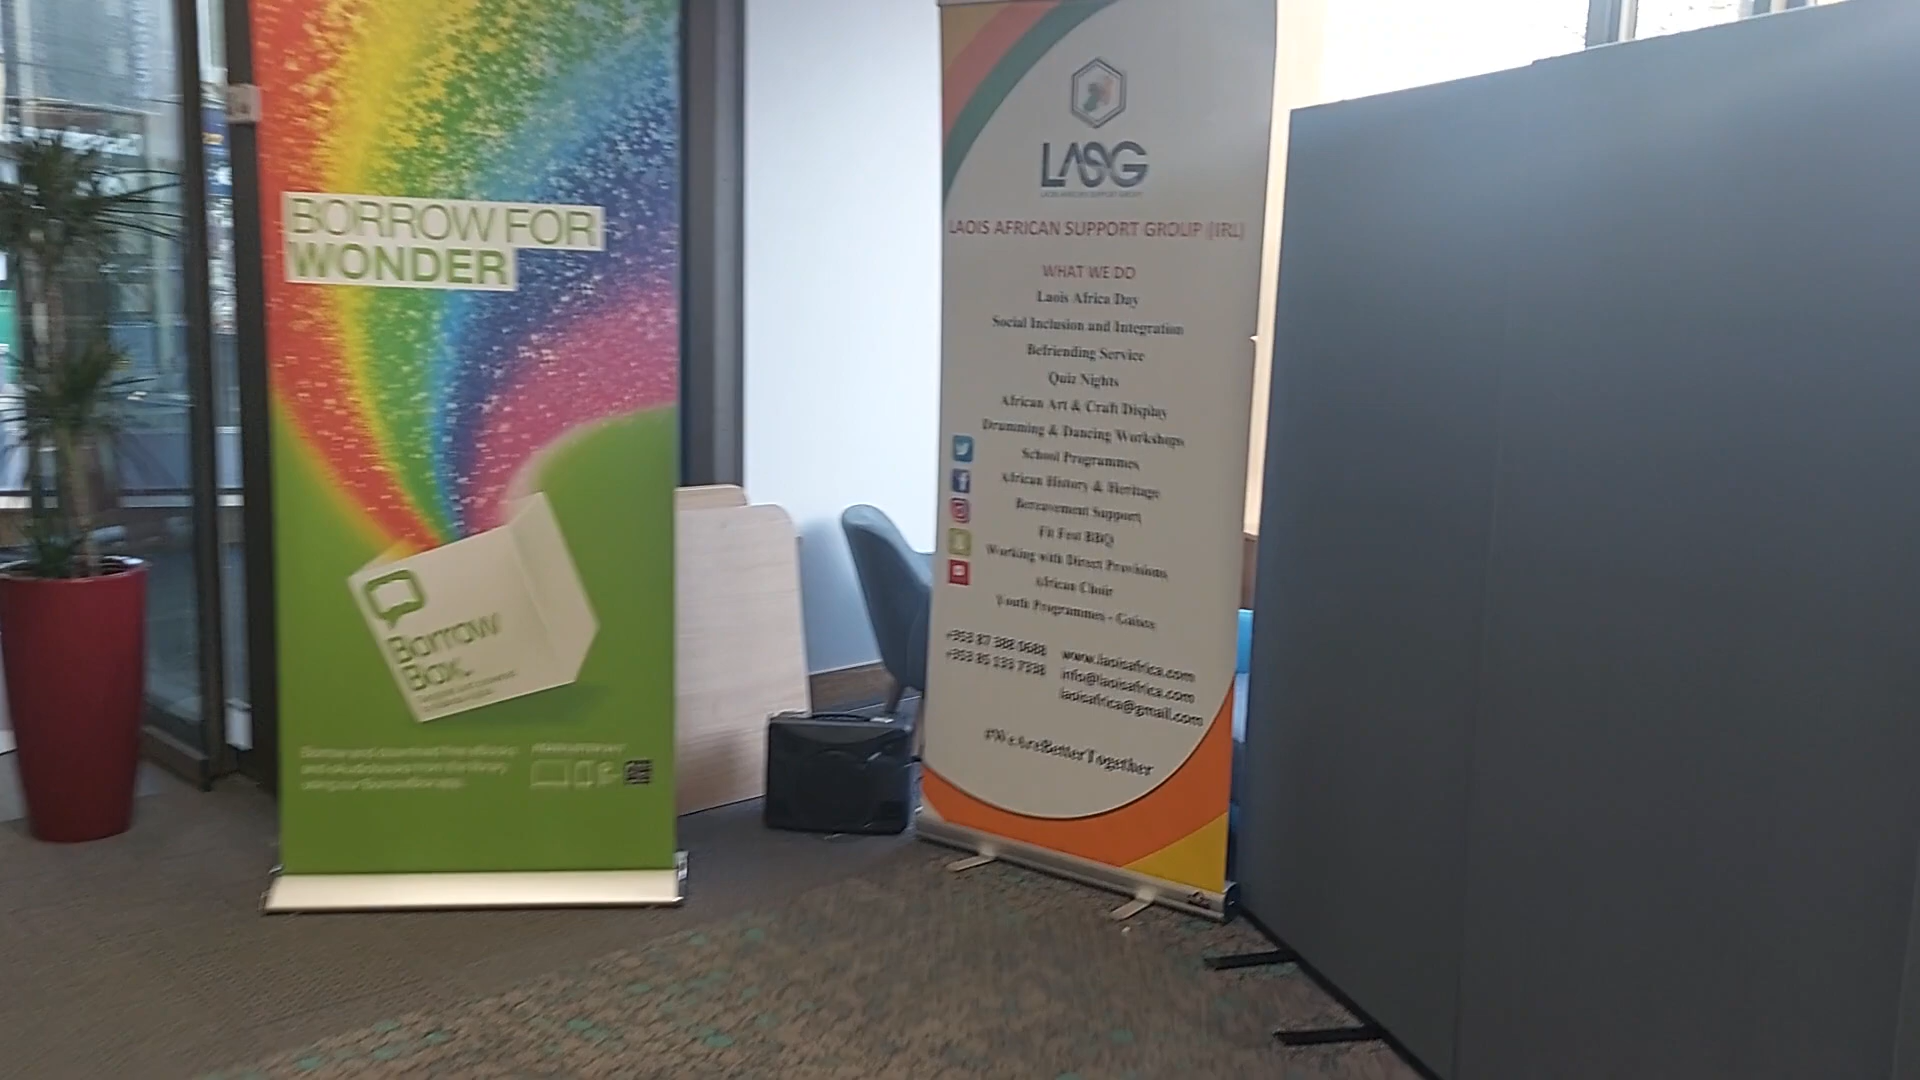 BORROW FOR
WONDER
Borrow
Box.
LASG
LAOIS AFRICAN SUPPORT GROUP (IRL)
WHAT WE DO
Laois Africa Day
Social Inclusion and Integration
Befriending Service
Quiz Nights
African Art & Craft Display
Drumming & Dancing Workshops
School Programmes
African History & Heritage
Bereavement Support
Fit Fest BBQ
Working with Direct Provisions
African Choir
Youth Programmes - Gaisce
www.laoisafrica.com
info@laoisafrica.com
laoisafrica@gmail.com
#WeAreBetterTogether